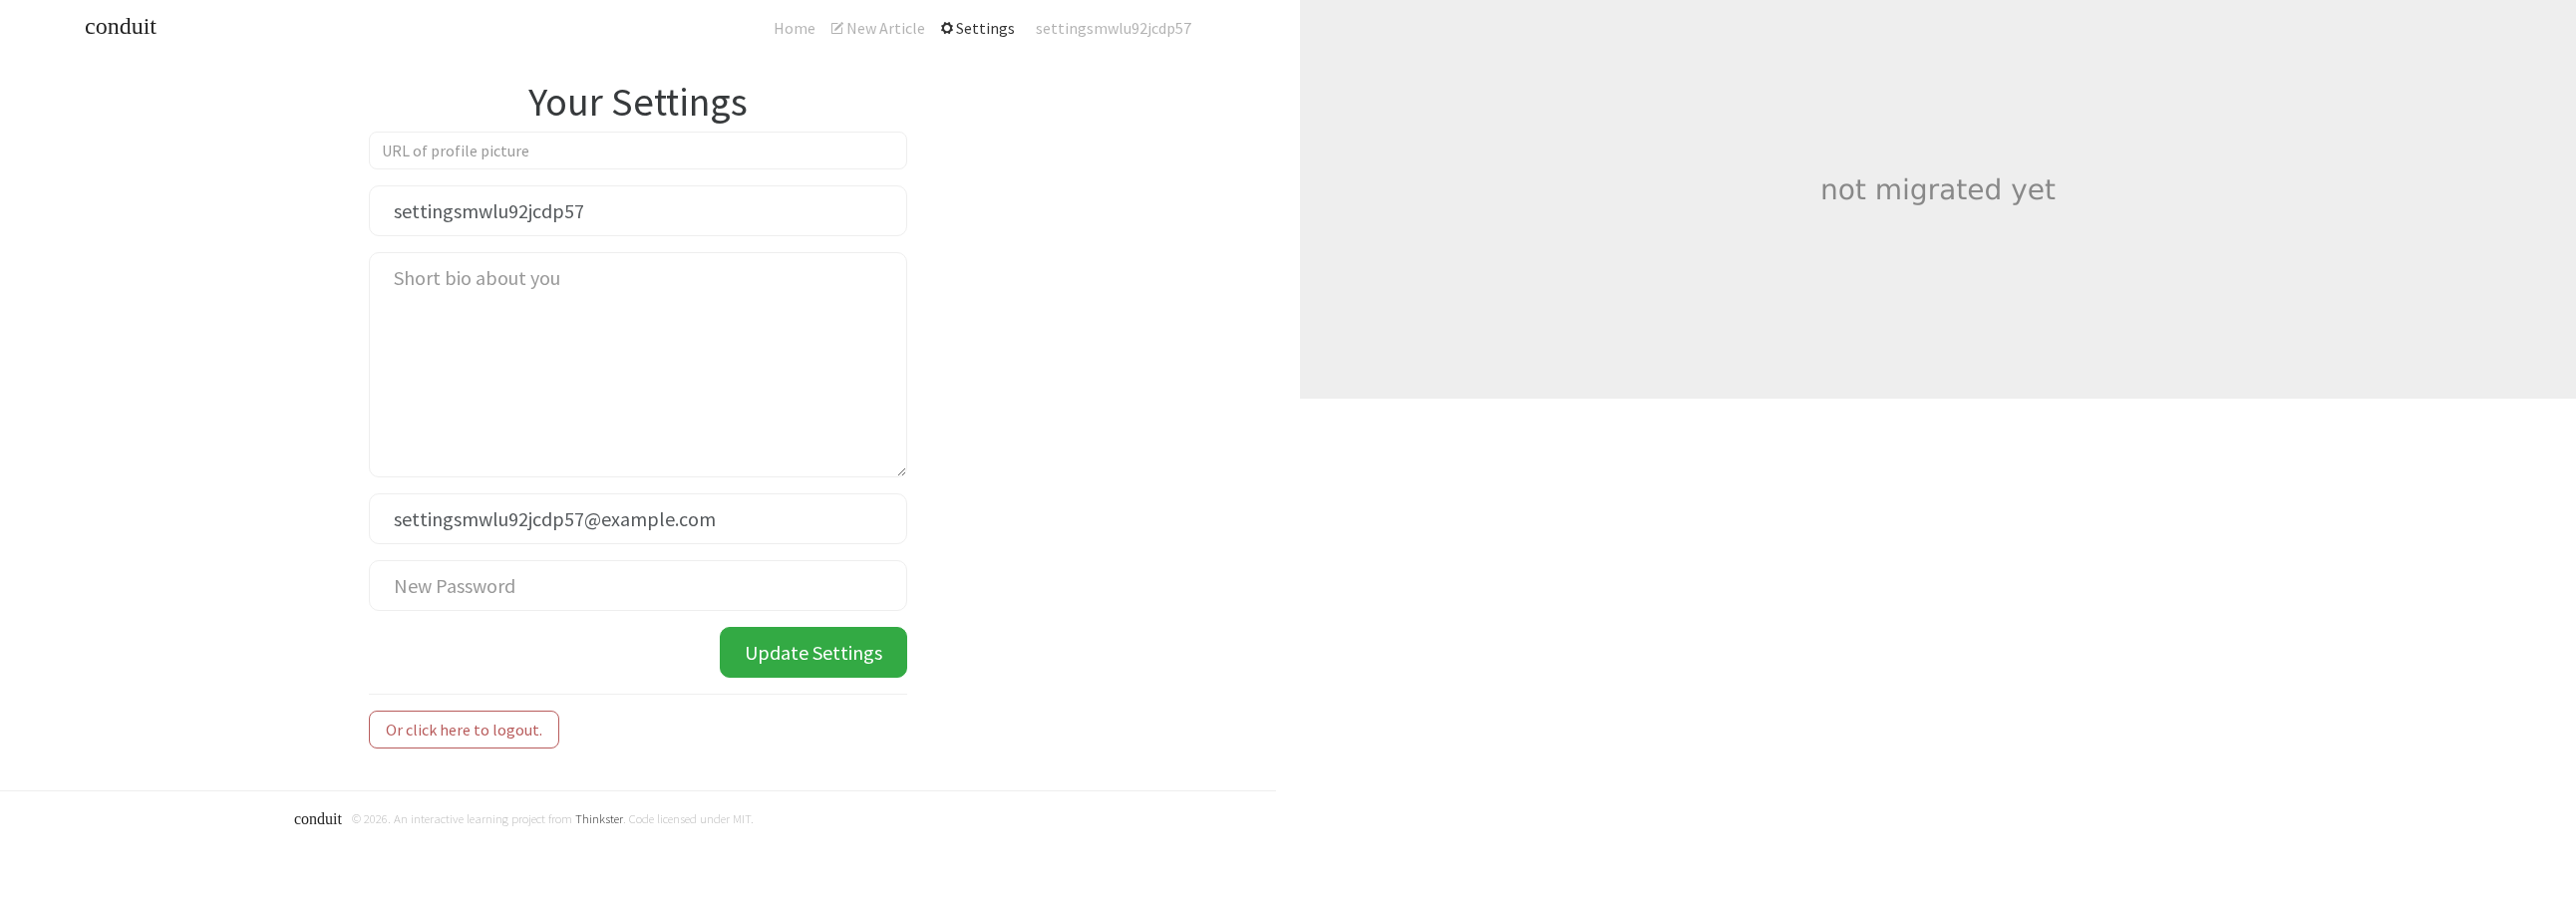 conduit
Home New Article Settings settingsmwlu92jcdp57
Your Settings
URL of profile picture
settingsmwlu92jcdp57
Short bio about you
settingsmwlu92jcdp57@example.com
New Password
Update Settings
Or click here to logout.
conduit © 2026. An interactive learning project from Thinkster. Code licensed under MIT.
not migrated yet